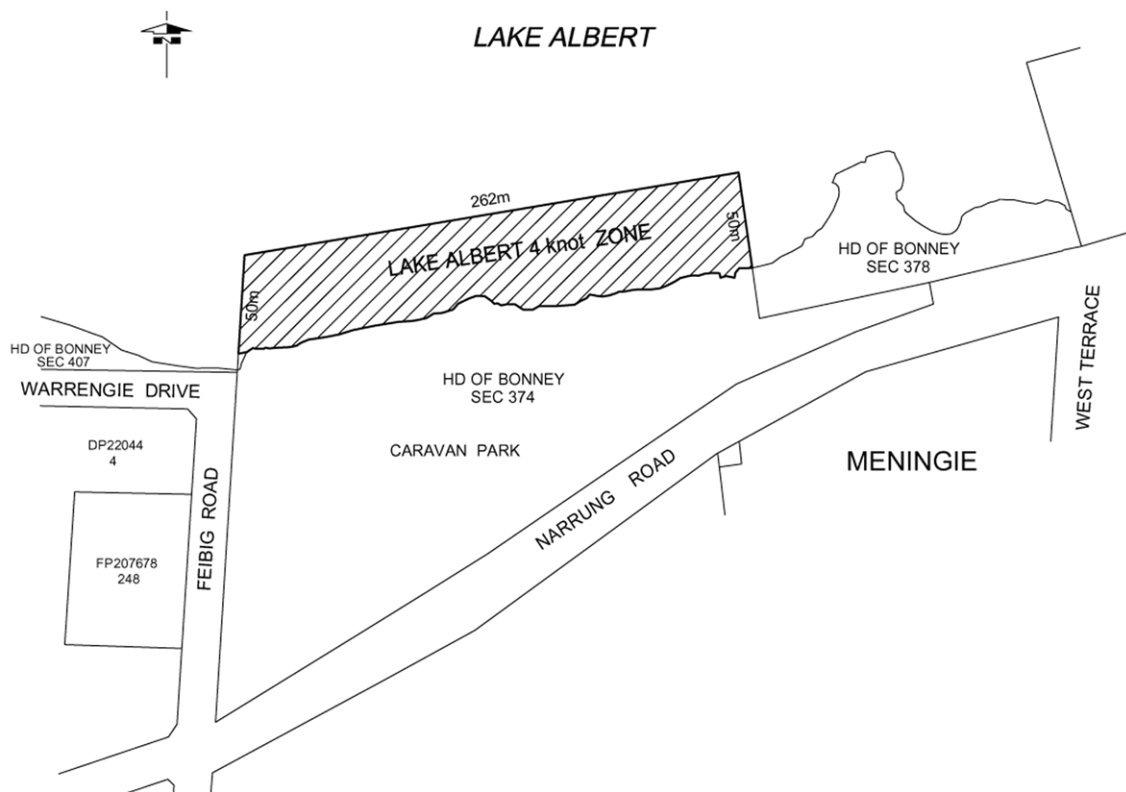 LAKE ALBERT
262m
50m
LAKE ALBERT 4 knot ZONE
50m
HD OF BONNEY
SEC 378
HD OF BONNEY
SEC 407
WARRENGIE DRIVE
HD OF BONNEY
SEC 374
WEST TERRACE
DP22044
4
CARAVAN PARK
MENINGIE
NARRUNG ROAD
FEIBIG ROAD
FP207678
248